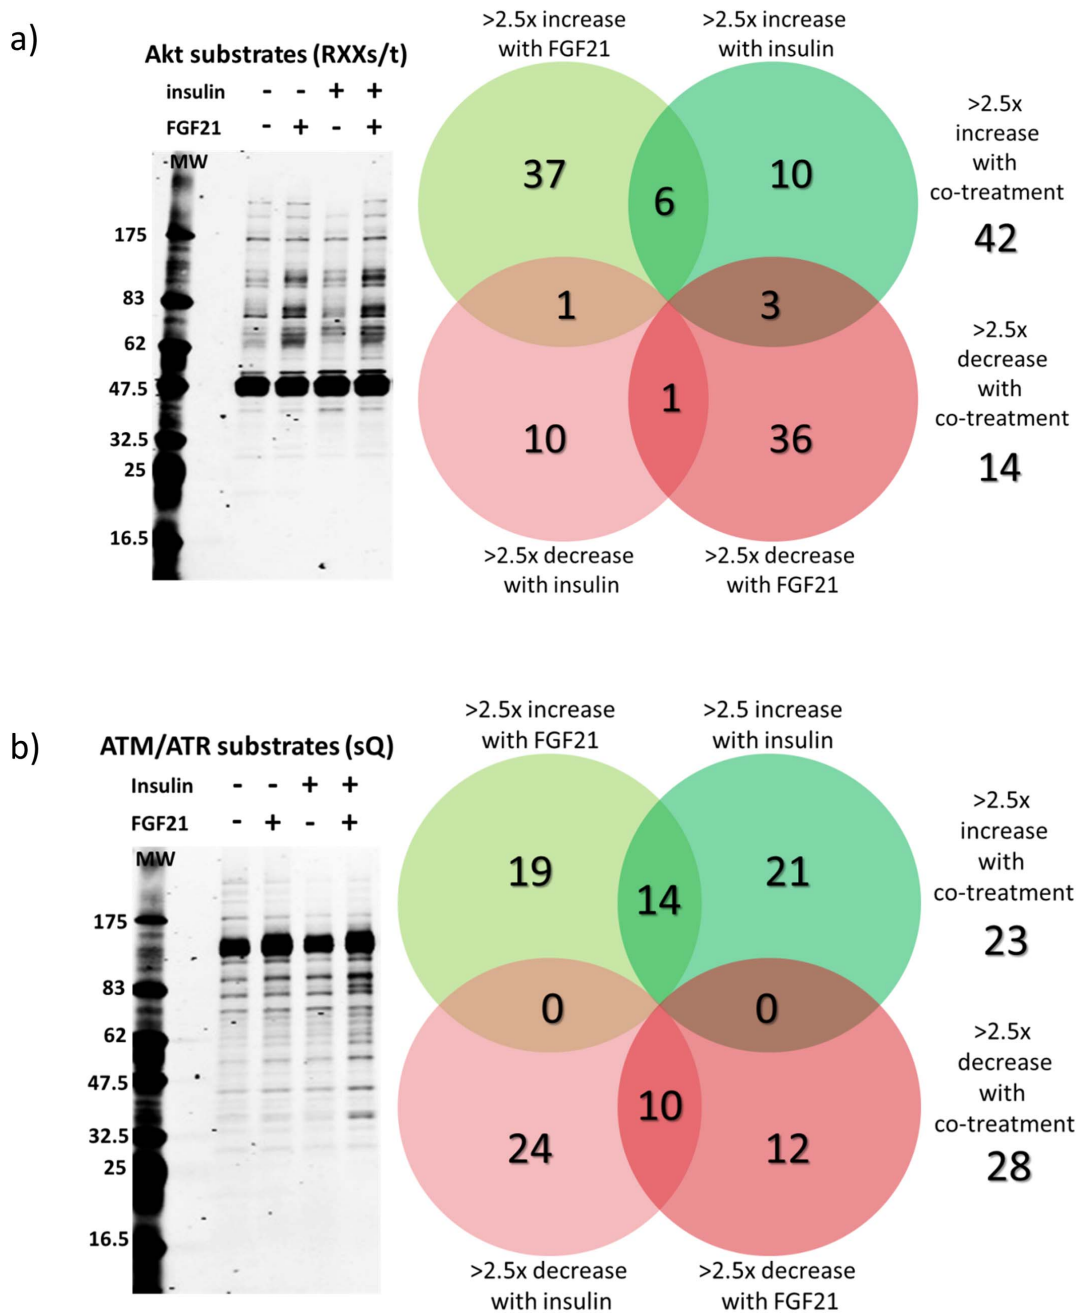 a)
Akt substrates (RXXs/t)
insulin - - + +
FGF21 - + - +
MW
175
83
62
47.5
32.5
25
16.5
>2.5x increase
with FGF21
>2.5x increase
with insulin
37
6
10
1
3
10
1
36
>2.5x decrease
with insulin
>2.5x decrease
with FGF21
>2.5x
increase
with
co-treatment
42
>2.5x
decrease
with
co-treatment
14
b)
ATM/ATR substrates (sQ)
Insulin - - + +
FGF21 - + - +
MW
175
83
62
47.5
32.5
25
16.5
>2.5x increase
with FGF21
>2.5 increase
with insulin
19
14
21
0
0
24
10
12
>2.5x decrease
with insulin
>2.5x decrease
with FGF21
>2.5x
increase
with
co-treatment
23
>2.5x
decrease
with
co-treatment
28